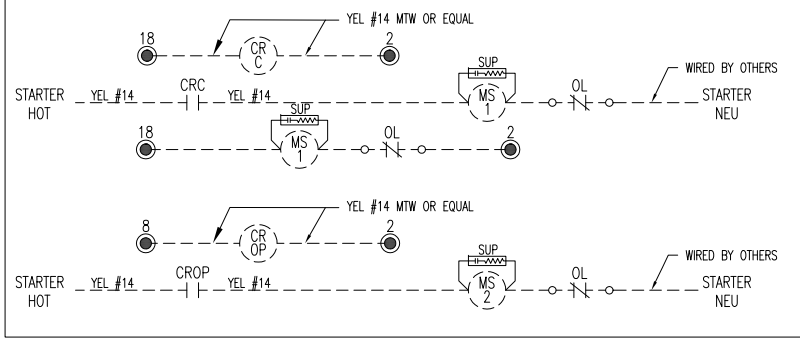 YEL #14 MTW OR EQUAL
18 CR C 2
SUP
WIRED BY OTHERS
STARTER HOT YEL #14 CRC YEL #14 MS 1 OL STARTER NEU
SUP
18 MS 1 OL 2
YEL #14 MTW OR EQUAL
8 CR OP 2
SUP
WIRED BY OTHERS
STARTER HOT YEL #14 CROP YEL #14 MS 2 OL STARTER NEU